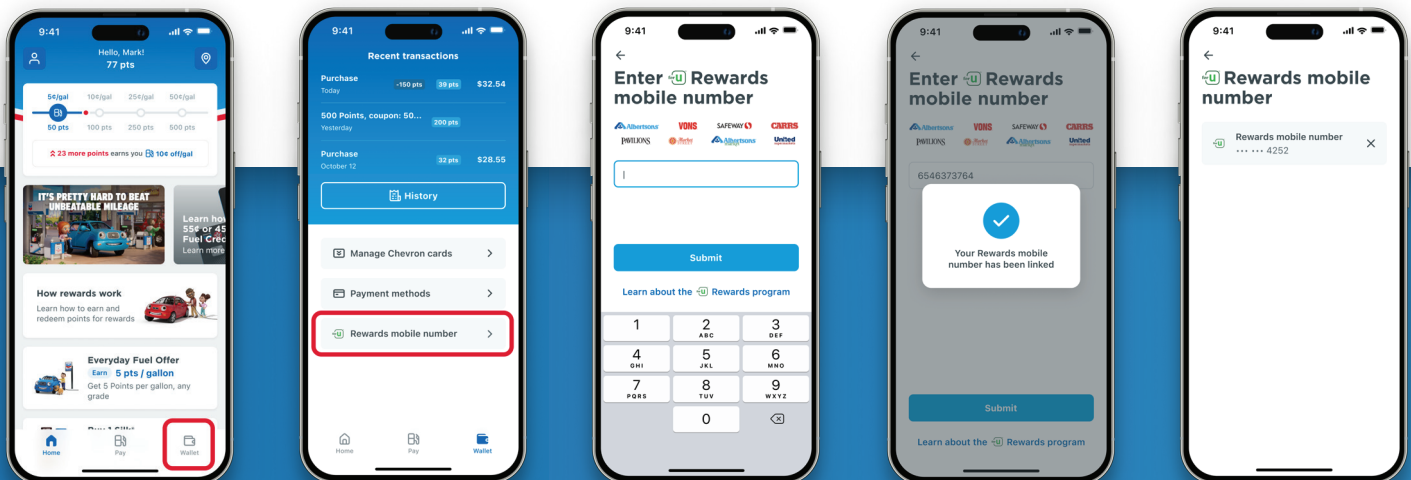 9:41
Hello, Mark!
77 pts
5¢/gal 10¢/gal 25¢/gal 50¢/gal
50 pts 100 pts 250 pts 500 pts
23 more points earns you 10¢ off/gal
IT'S PRETTY HARD TO BEAT
UNBEATABLE MILEAGE
Learn how
55¢ or 45
Fuel Cred
Learn more
How rewards work
Learn how to earn and
redeem points for rewards
Everyday Fuel Offer
Earn 5 pts / gallon
Get 5 Points per gallon, any
grade
Home Pay Wallet
9:41
Recent transactions
Purchase
Today
-150 pts 39 pts $32.54
500 Points, coupon: 50...
Yesterday
200 pts
Purchase
October 12
32 pts $28.55
History
Manage Chevron cards
Payment methods
Rewards mobile number
Home Pay Wallet
9:41
Enter u Rewards
mobile number
Albertsons VONS SAFEWAY CARRS
PAVILIONS Albertsons United
Submit
Learn about the u Rewards program
1 2 3
ABC DEF
4 5 6
GHI JKL MNO
7 8 9
PQRS TUV WXYZ
0
9:41
Enter u Rewards
mobile number
Albertsons VONS SAFEWAY CARRS
PAVILIONS Albertsons United
6546373764
Your Rewards mobile
number has been linked
Submit
Learn about the u Rewards program
9:41
u Rewards mobile
number
Rewards mobile number
••• ••• 4252